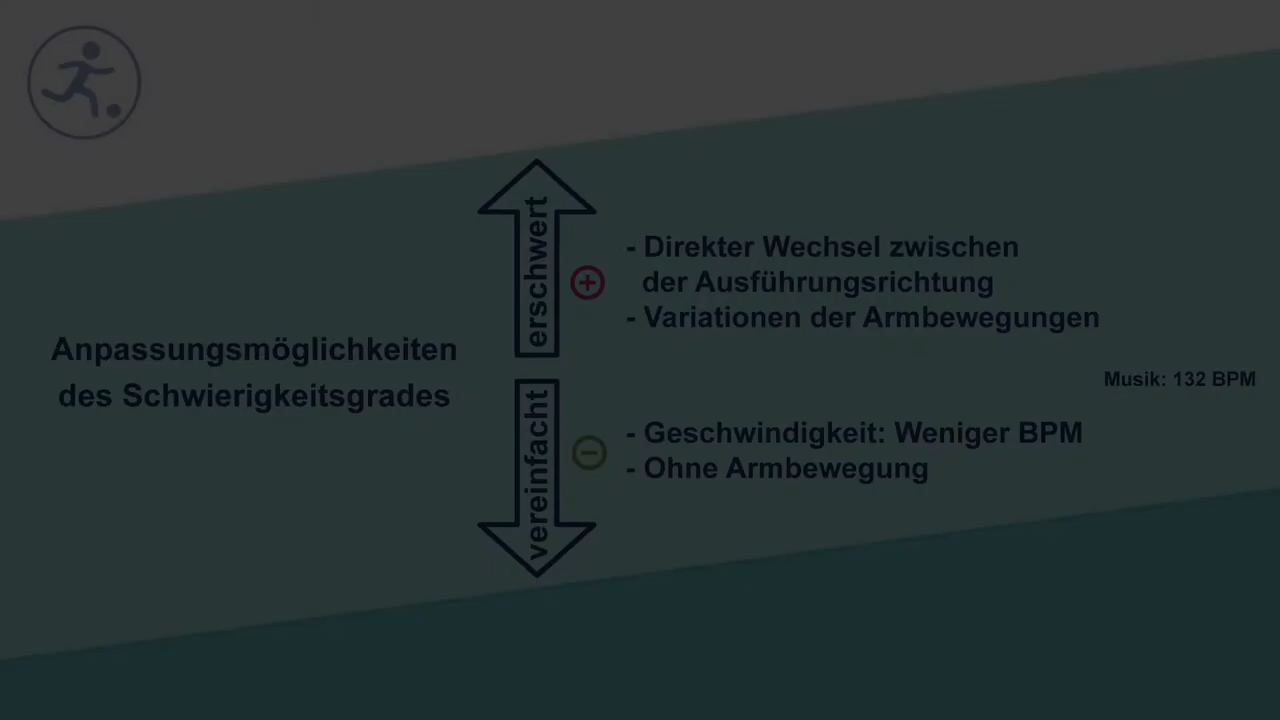 Anpassungsmöglichkeiten
des Schwierigkeitsgrades
erschwert
- Direkter Wechsel zwischen
der Ausführungsrichtung
- Variationen der Armbewegungen
Musik: 132 BPM
vereinfacht
- Geschwindigkeit: Weniger BPM
- Ohne Armbewegung